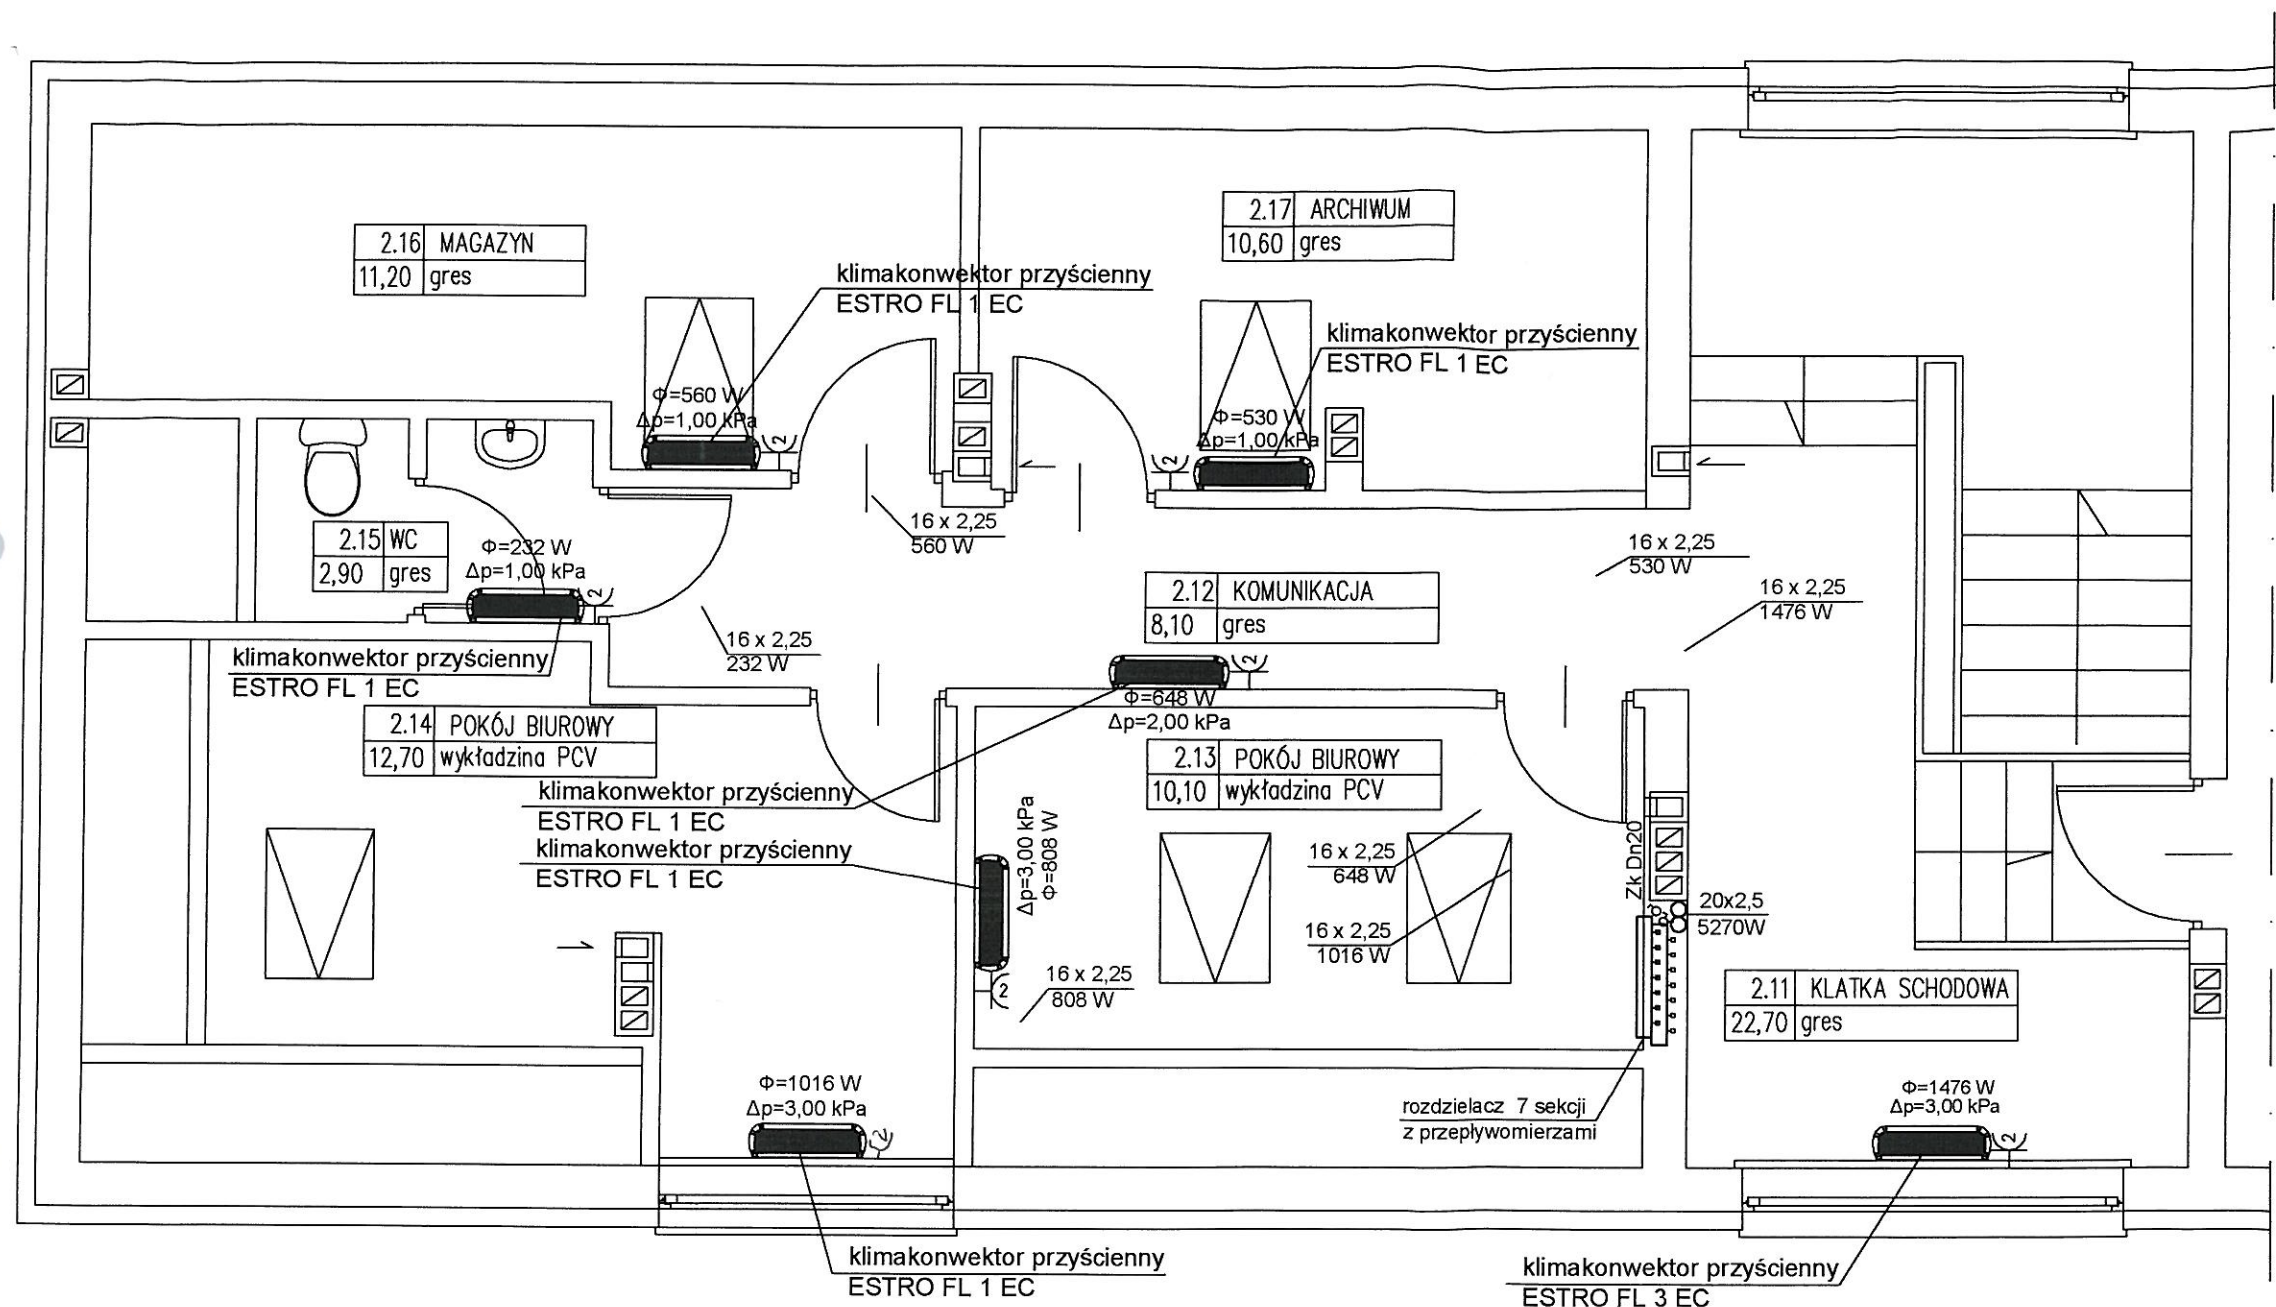 2.16 MAGAZYN
11,20 gres
2.17 ARCHIWUM
10,60 gres
klimakonwektor przyścienny
ESTRO FL 1 EC
klimakonwektor przyścienny
ESTRO FL 1 EC
Φ=560 W
Δp=1,00 kPa
2
Φ=530 W
Δp=1,00 kPa
2
16 x 2,25
560 W
2.15 WC
2,90 gres
Φ=232 W
Δp=1,00 kPa
2
16 x 2,25
530 W
2.12 KOMUNIKACJA
8,10 gres
16 x 2,25
1476 W
16 x 2,25
232 W
klimakonwektor przyścienny
ESTRO FL 1 EC
2
Φ=648 W
Δp=2,00 kPa
2.14 POKÓJ BIUROWY
12,70 wykładzina PCV
2.13 POKÓJ BIUROWY
10,10 wykładzina PCV
klimakonwektor przyścienny
ESTRO FL 1 EC
klimakonwektor przyścienny
ESTRO FL 1 EC
Δp=3,00 kPa
Φ=808 W
2
16 x 2,25
648 W
16 x 2,25
1016 W
16 x 2,25
808 W
Zk Dn20
20x2,5
5270W
2.11 KLATKA SCHODOWA
22,70 gres
Φ=1016 W
Δp=3,00 kPa
2
rozdzielacz 7 sekcji
z przepływomierzami
Φ=1476 W
Δp=3,00 kPa
2
klimakonwektor przyścienny
ESTRO FL 1 EC
klimakonwektor przyścienny
ESTRO FL 3 EC